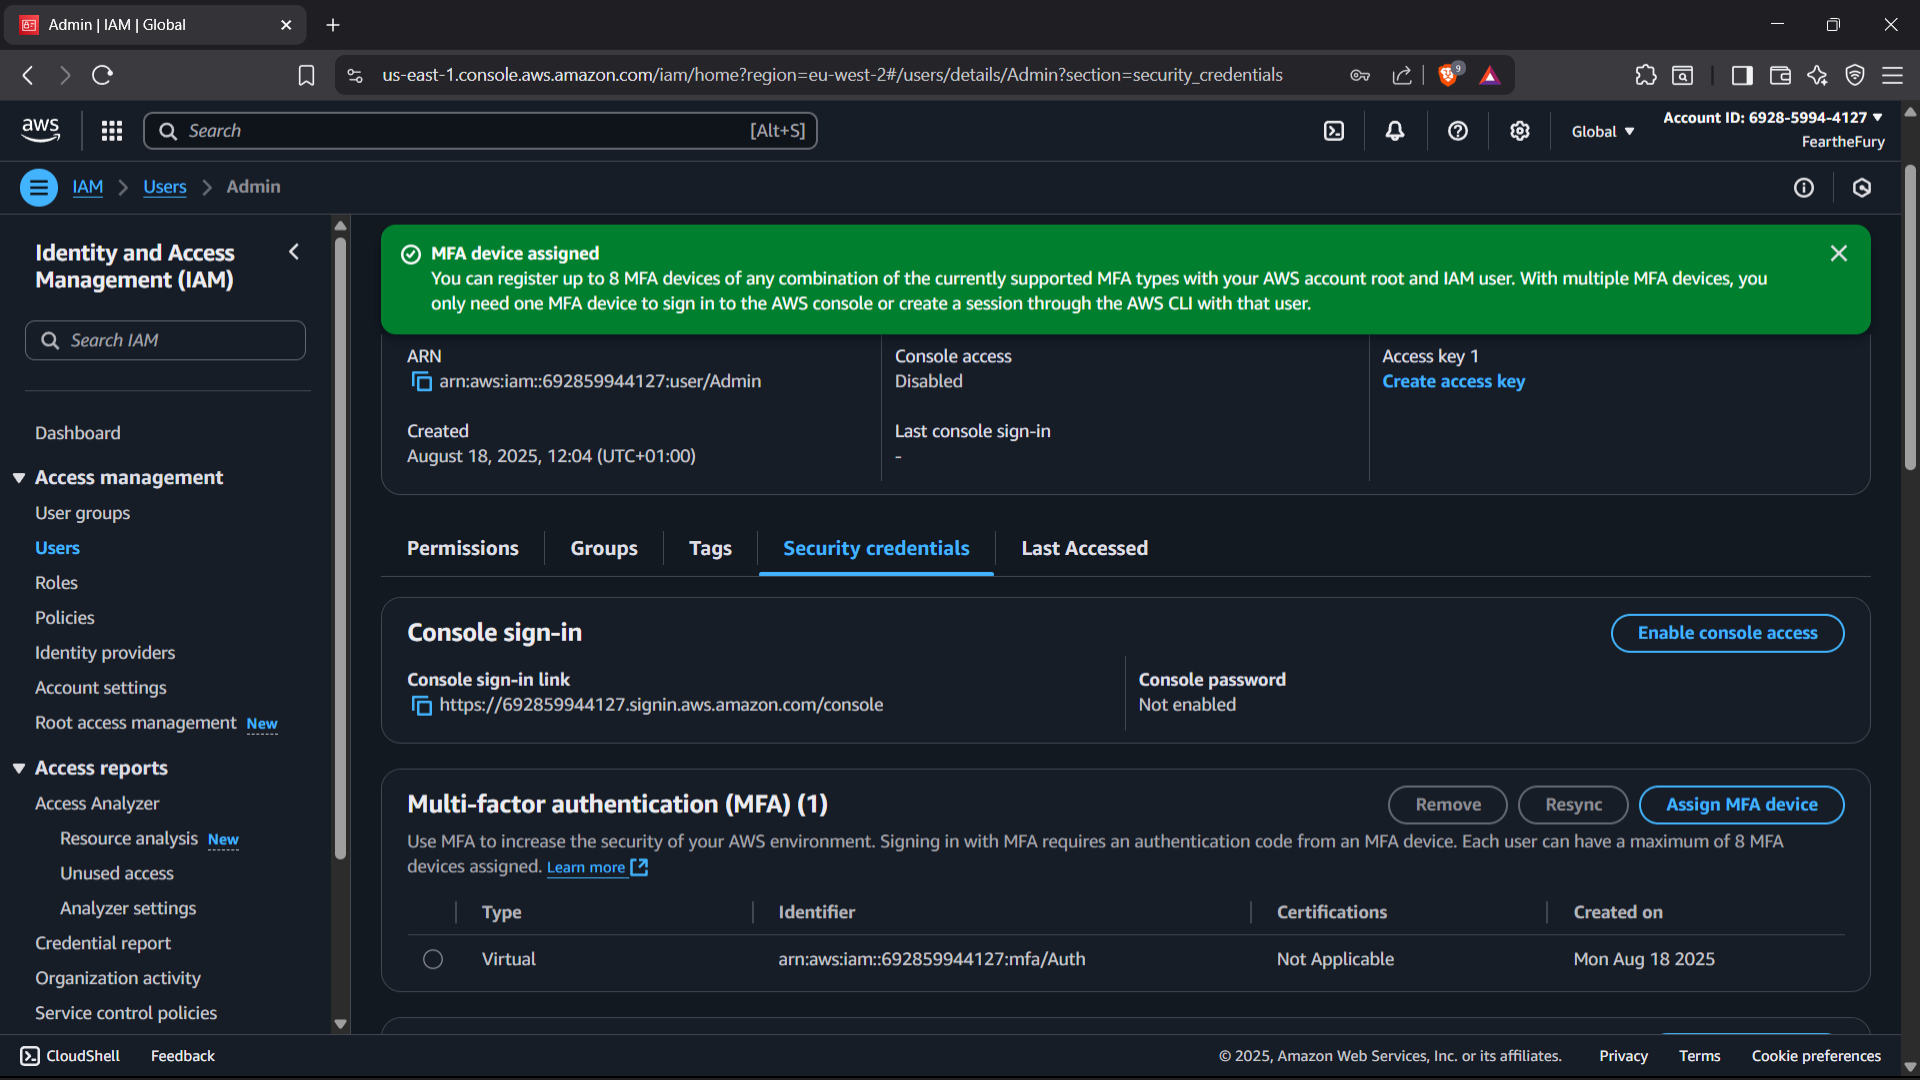 Admin | IAM | Global
us-east-1.console.aws.amazon.com/iam/home?region=eu-west-2#/users/details/Admin?section=security_credentials
9
aws
Search
[Alt+S]
Global
Account ID: 6928-5994-4127
FeartheFury
IAM
Users
Admin
Identity and Access Management (IAM)
Search IAM
Dashboard
Access management
User groups
Users
Roles
Policies
Identity providers
Account settings
Root access management New
Access reports
Access Analyzer
Resource analysis New
Unused access
Analyzer settings
Credential report
Organization activity
Service control policies
MFA device assigned
You can register up to 8 MFA devices of any combination of the currently supported MFA types with your AWS account root and IAM user. With multiple MFA devices, you
only need one MFA device to sign in to the AWS console or create a session through the AWS CLI with that user.
ARN
arn:aws:iam::692859944127:user/Admin
Created
August 18, 2025, 12:04 (UTC+01:00)
Console access
Disabled
Last console sign-in
-
Access key 1
Create access key
Permissions
Groups
Tags
Security credentials
Last Accessed
Console sign-in
Enable console access
Console sign-in link
https://692859944127.signin.aws.amazon.com/console
Console password
Not enabled
Multi-factor authentication (MFA) (1)
Remove
Resync
Assign MFA device
Use MFA to increase the security of your AWS environment. Signing in with MFA requires an authentication code from an MFA device. Each user can have a maximum of 8 MFA
devices assigned. Learn more
Type
Identifier
Certifications
Created on
Virtual
arn:aws:iam::692859944127:mfa/Auth
Not Applicable
Mon Aug 18 2025
CloudShell
Feedback
© 2025, Amazon Web Services, Inc. or its affiliates.
Privacy
Terms
Cookie preferences